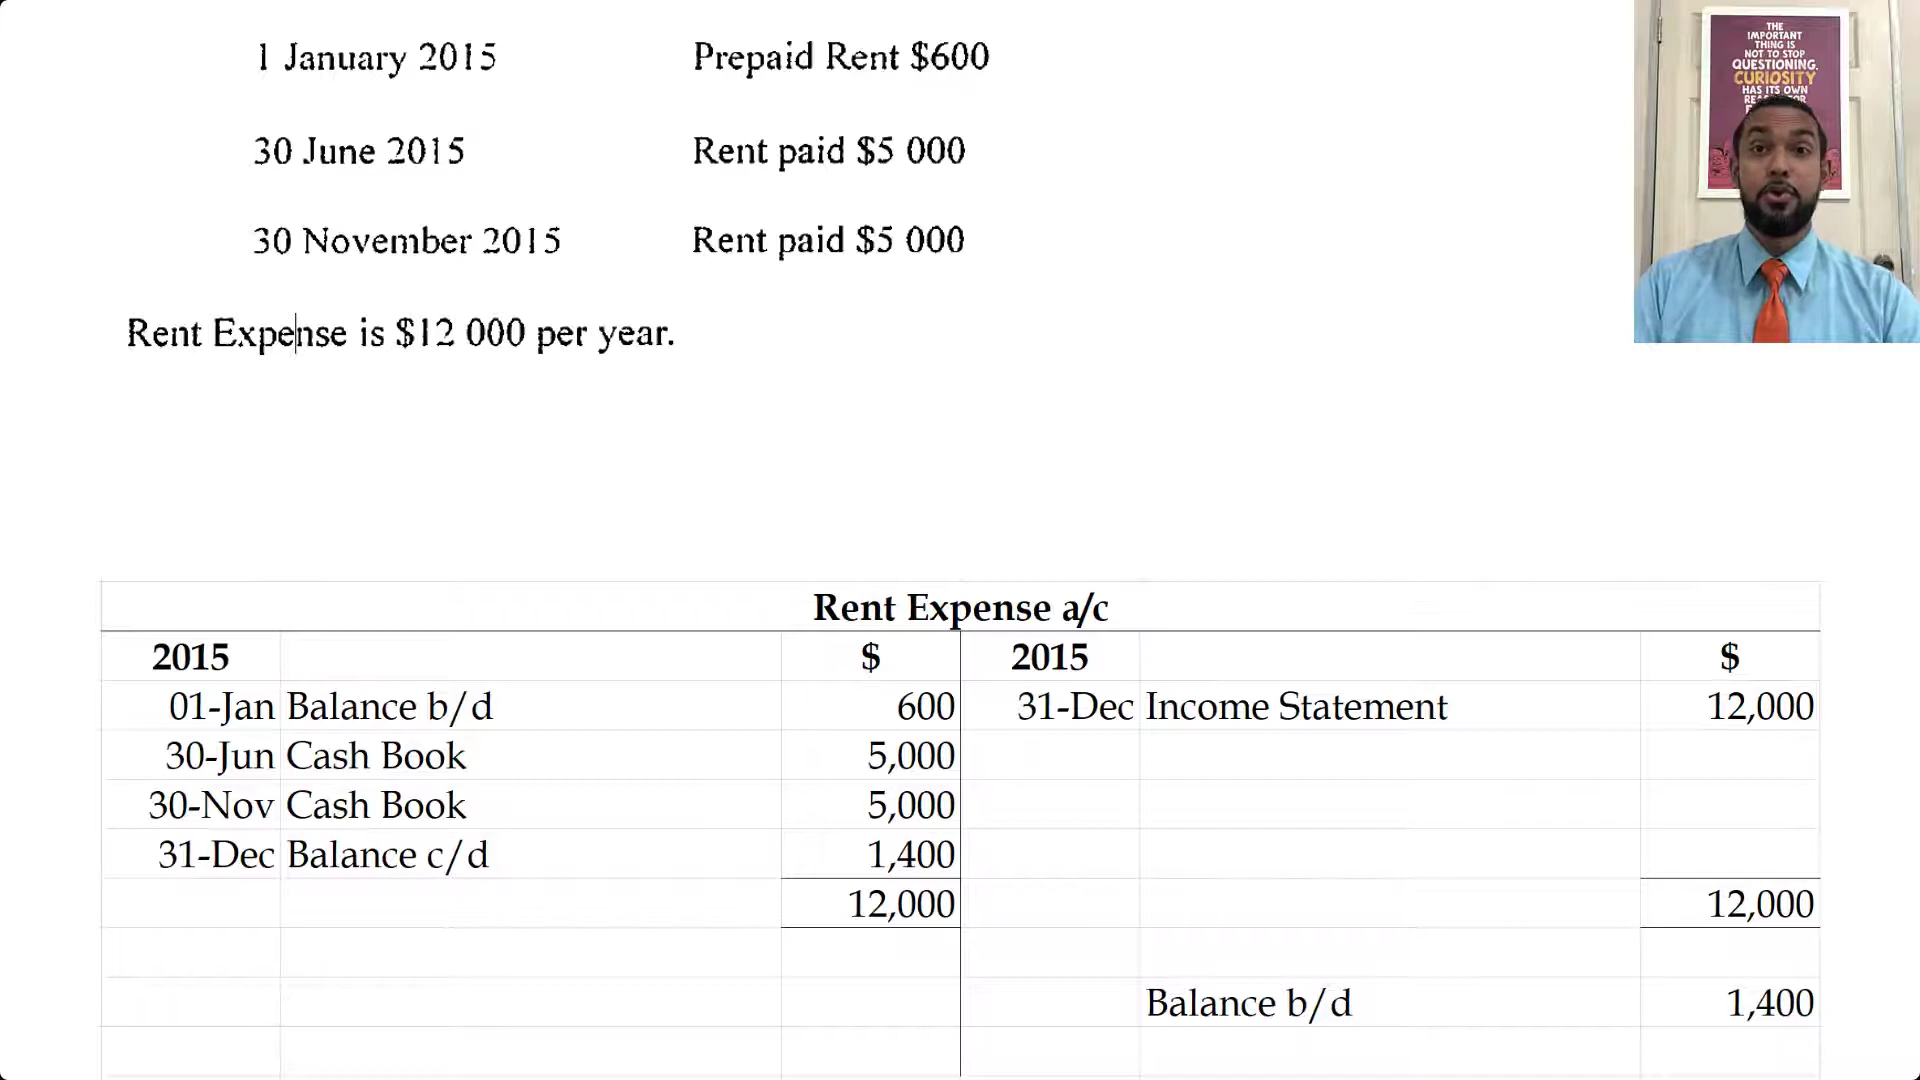 1 January 2015 Prepaid Rent $600
30 June 2015 Rent paid $5 000
30 November 2015 Rent paid $5 000
Rent Expense is $12 000 per year.
THE
IMPORTANT
THING IS
NOT TO STOP
QUESTIONING.
CURIOSITY
HAS ITS OWN
Rent Expense a/c
2015 $ 2015 $
01-Jan Balance b/d 600 31-Dec Income Statement 12,000
30-Jun Cash Book 5,000
30-Nov Cash Book 5,000
31-Dec Balance c/d 1,400
12,000 12,000
Balance b/d 1,400